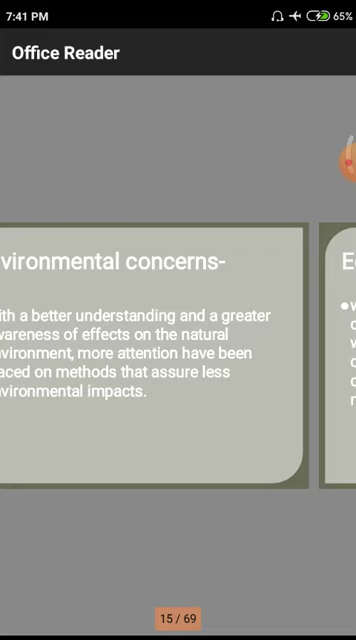 7:41 PM
65%
Office Reader
vironmental concerns-
ith a better understanding and a greater
wareness of effects on the natural
vironment, more attention have been
aced on methods that assure less
vironmental impacts.
15 / 69